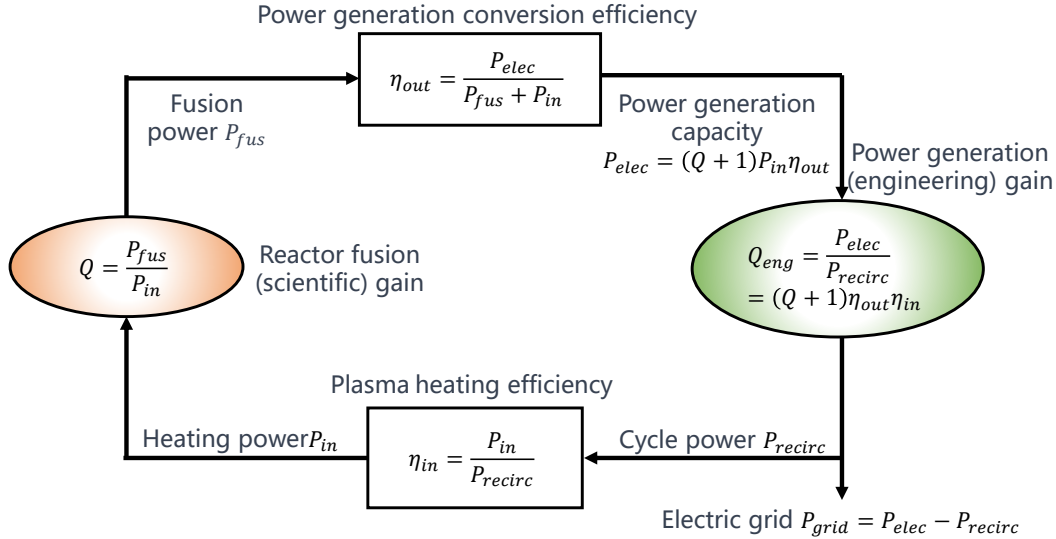 Power generation conversion efficiency
η_out = P_elec / (P_fus + P_in)
Fusion
power P_fus
Power generation
capacity
P_elec = (Q + 1)P_in η_out
Power generation
(engineering) gain
Q = P_fus / P_in
Reactor fusion
(scientific) gain
Q_eng = P_elec / P_recirc
= (Q + 1)η_out η_in
Plasma heating efficiency
Heating powerP_in
η_in = P_in / P_recirc
Cycle power P_recirc
Electric grid P_grid = P_elec − P_recirc